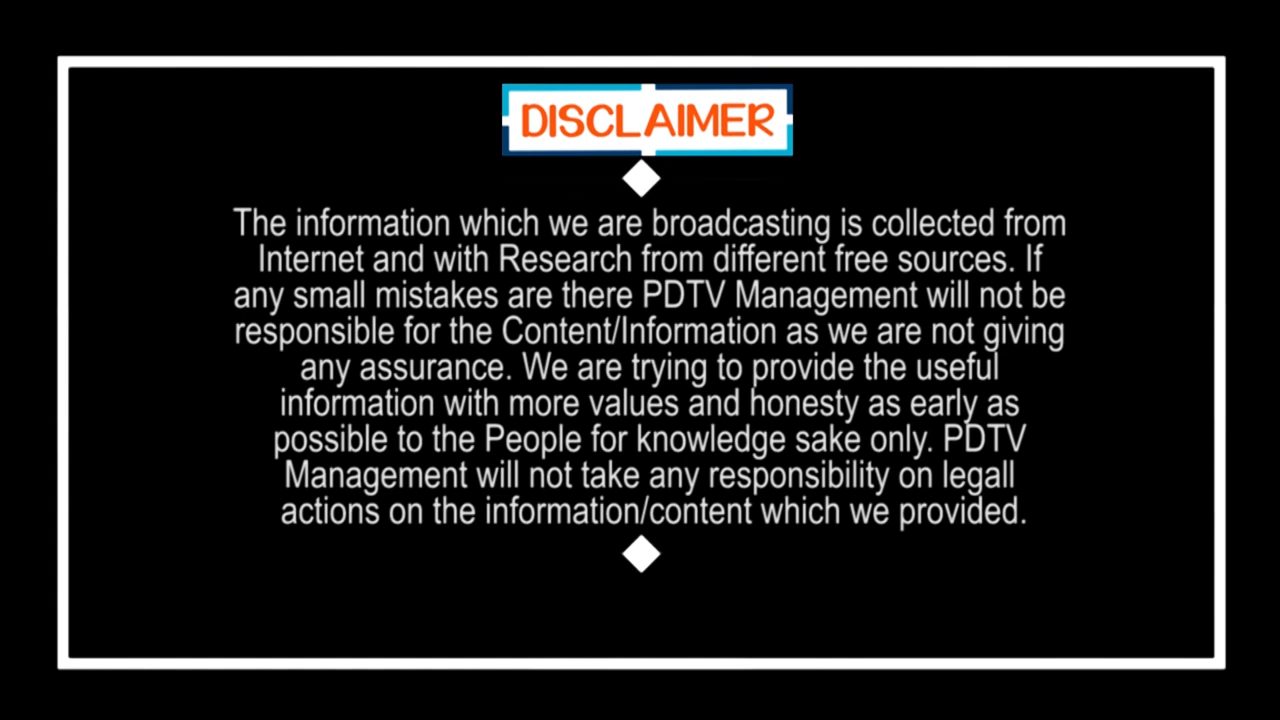 DISCLAIMER
The information which we are broadcasting is collected from
Internet and with Research from different free sources. If
any small mistakes are there PDTV Management will not be
responsible for the Content/Information as we are not giving
any assurance. We are trying to provide the useful
information with more values and honesty as early as
possible to the People for knowledge sake only. PDTV
Management will not take any responsibility on legall
actions on the information/content which we provided.